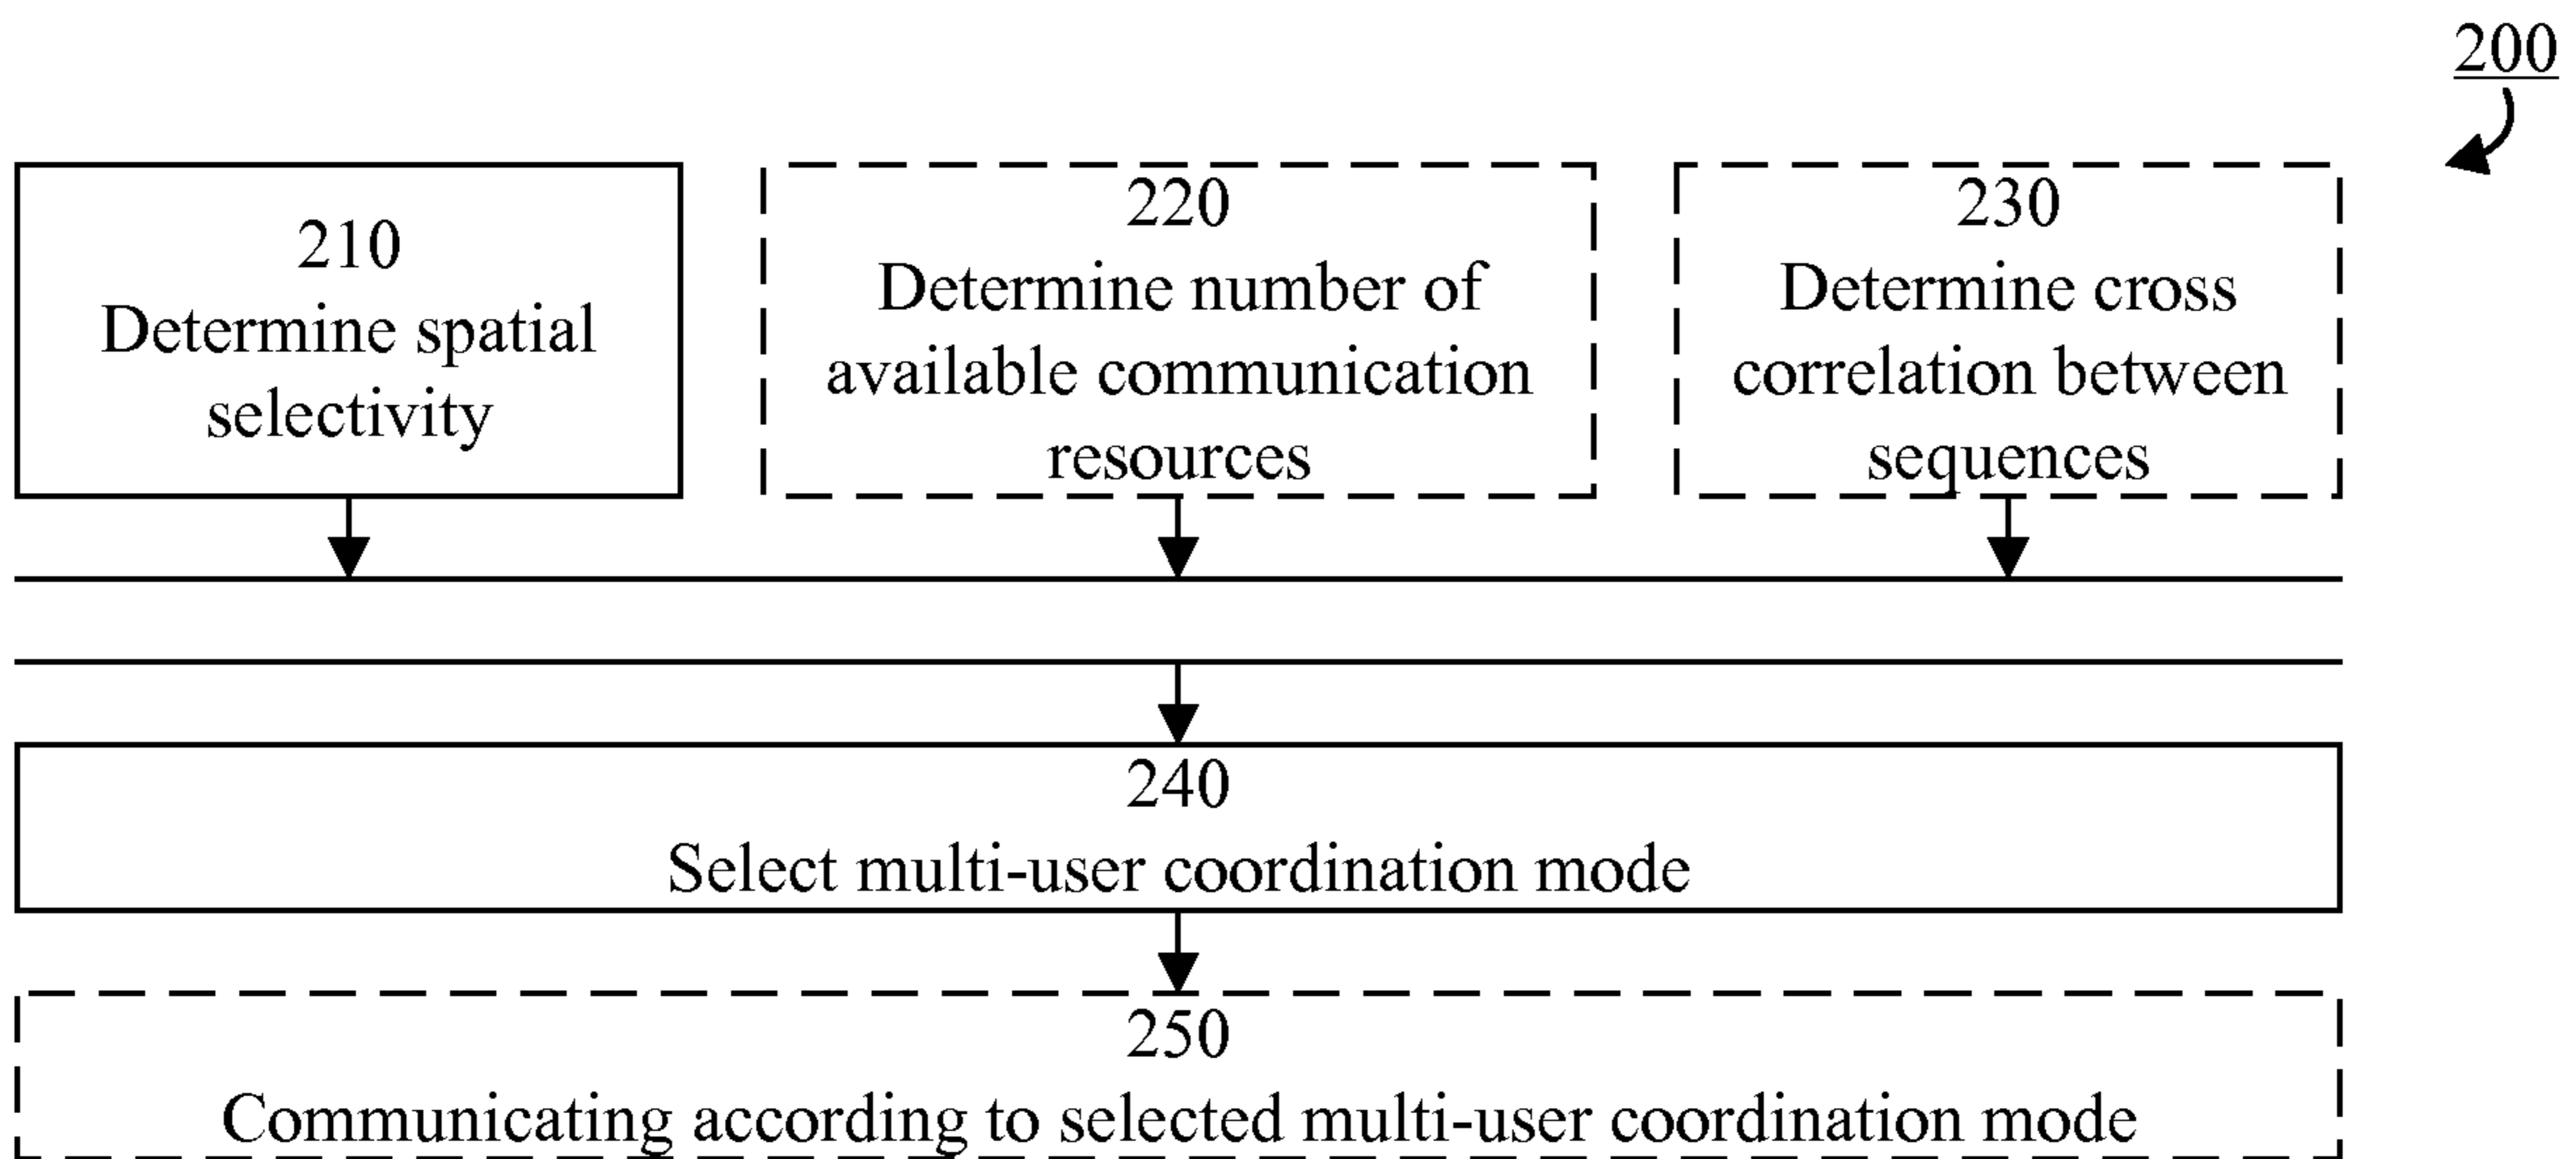 200
210
Determine spatial
selectivity
220
Determine number of
available communication
resources
230
Determine cross
correlation between
sequences
240
Select multi-user coordination mode
250
Communicating according to selected multi-user coordination mode